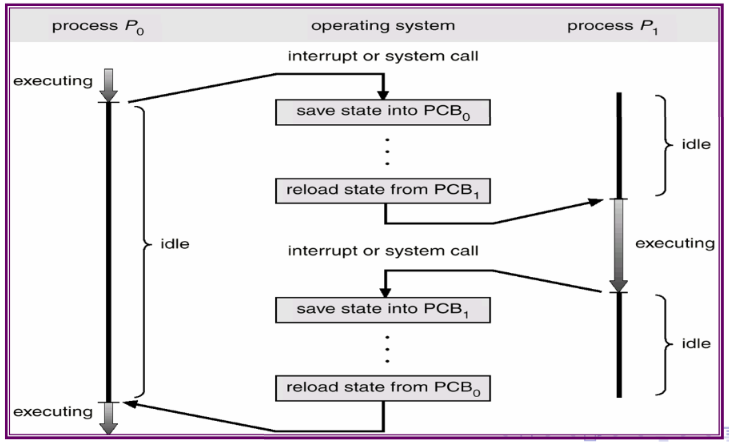 process P0 operating system process P1
interrupt or system call
executing
save state into PCB0
idle
reload state from PCB1
idle
executing
interrupt or system call
save state into PCB1
idle
reload state from PCB0
executing